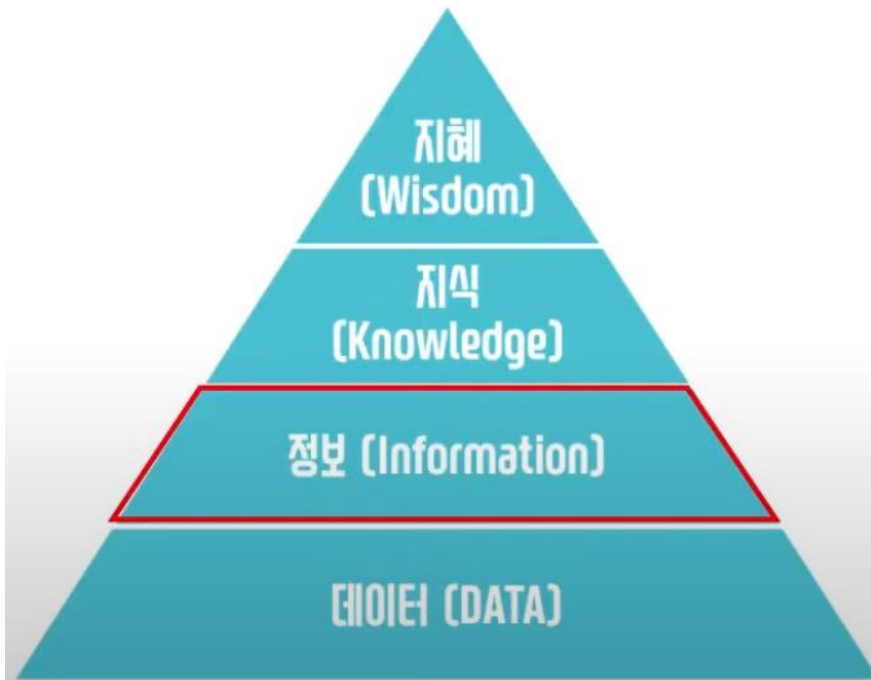 지혜
(Wisdom)
지식
(Knowledge)
정보 (Information)
데이터 (DATA)